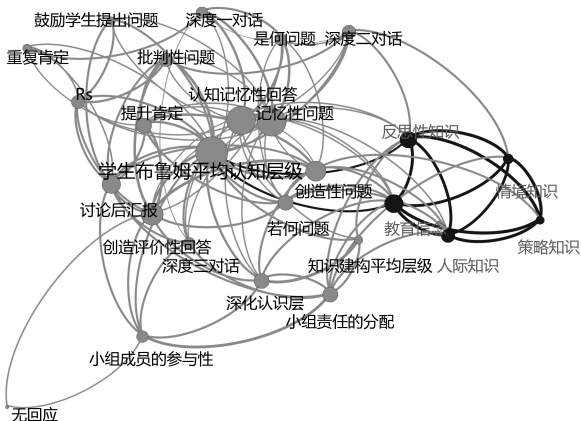 鼓励学生提出问题
深度一对话
是何问题
深度二对话
重复肯定
批判性问题
Rs
认知记忆性回答
提升肯定
记忆性问题
反思性知识
学生布鲁姆平均认知层级
创造性问题
情境知识
讨论后汇报
若何问题
教育信
策略知识
创造评价性回答
深度三对话
知识建构平均层级
人际知识
深化认识层
小组责任的分配
小组成员的参与性
无回应